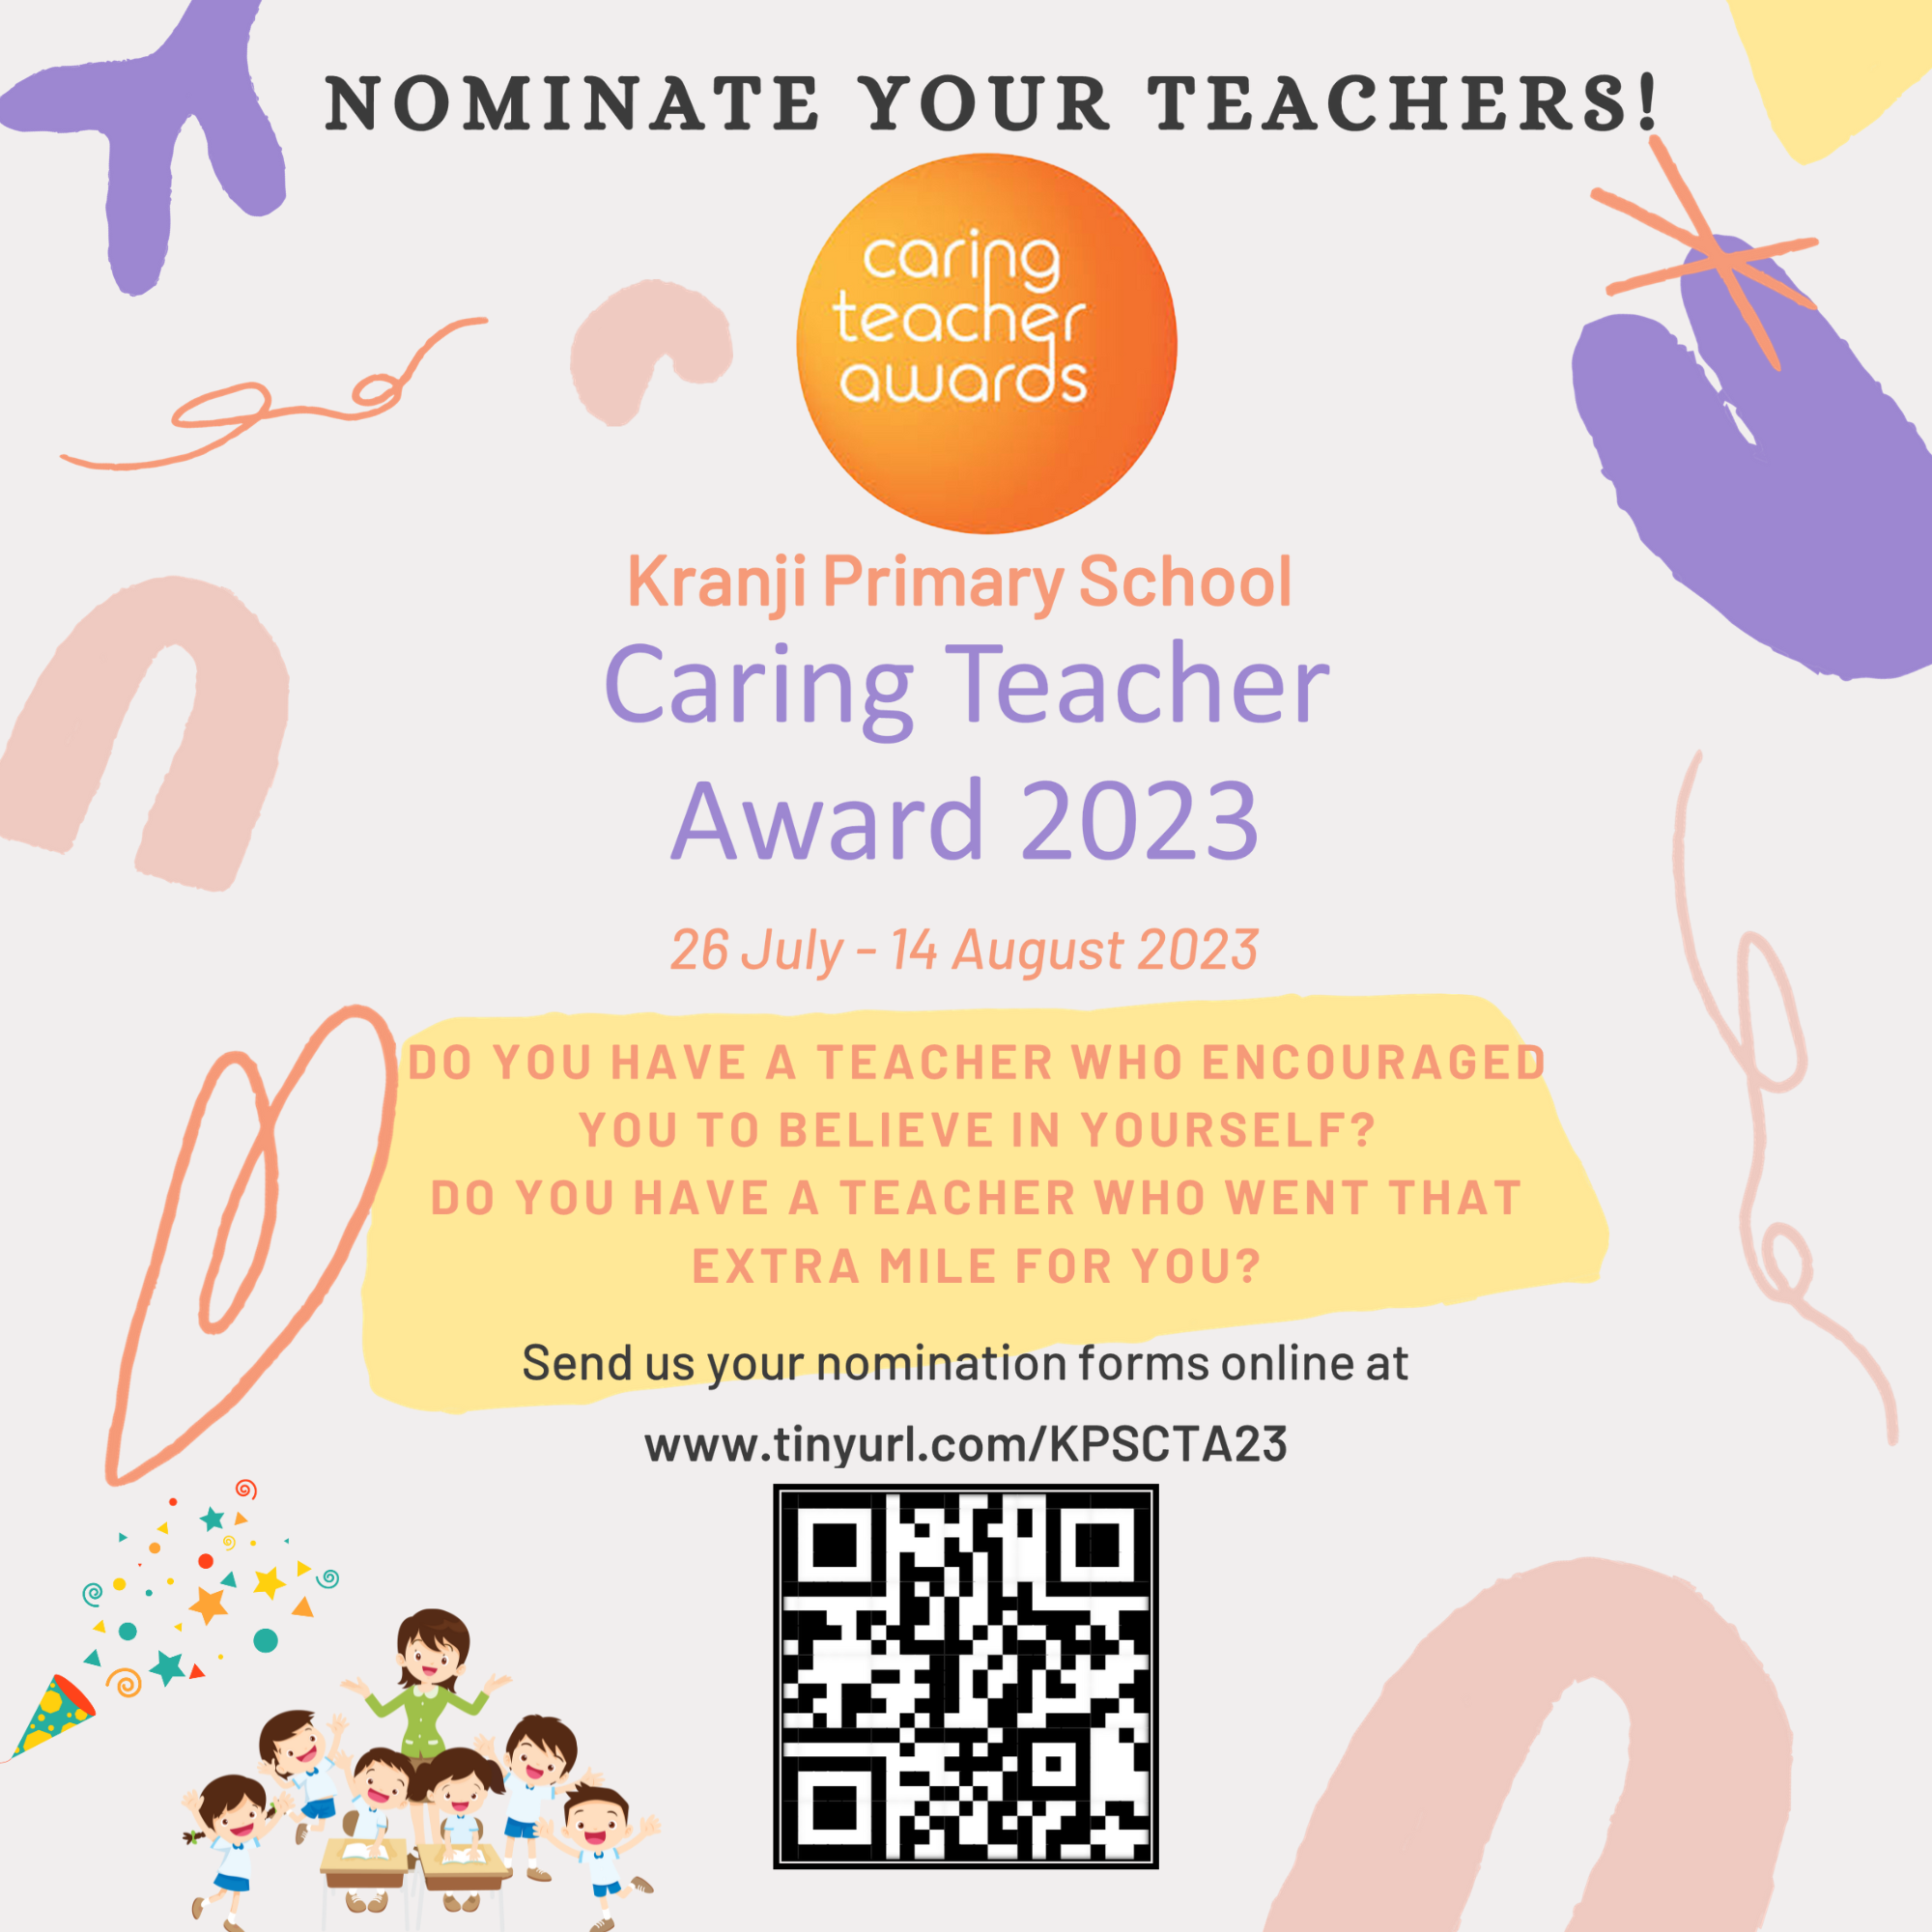 NOMINATE YOUR TEACHERS!
caring
teacher
awards
Kranji Primary School
Caring Teacher
Award 2023
26 July - 14 August 2023
DO YOU HAVE A TEACHER WHO ENCOURAGED
YOU TO BELIEVE IN YOURSELF?
DO YOU HAVE A TEACHER WHO WENT THAT
EXTRA MILE FOR YOU?
Send us your nomination forms online at
www.tinyurl.com/KPSCTA23